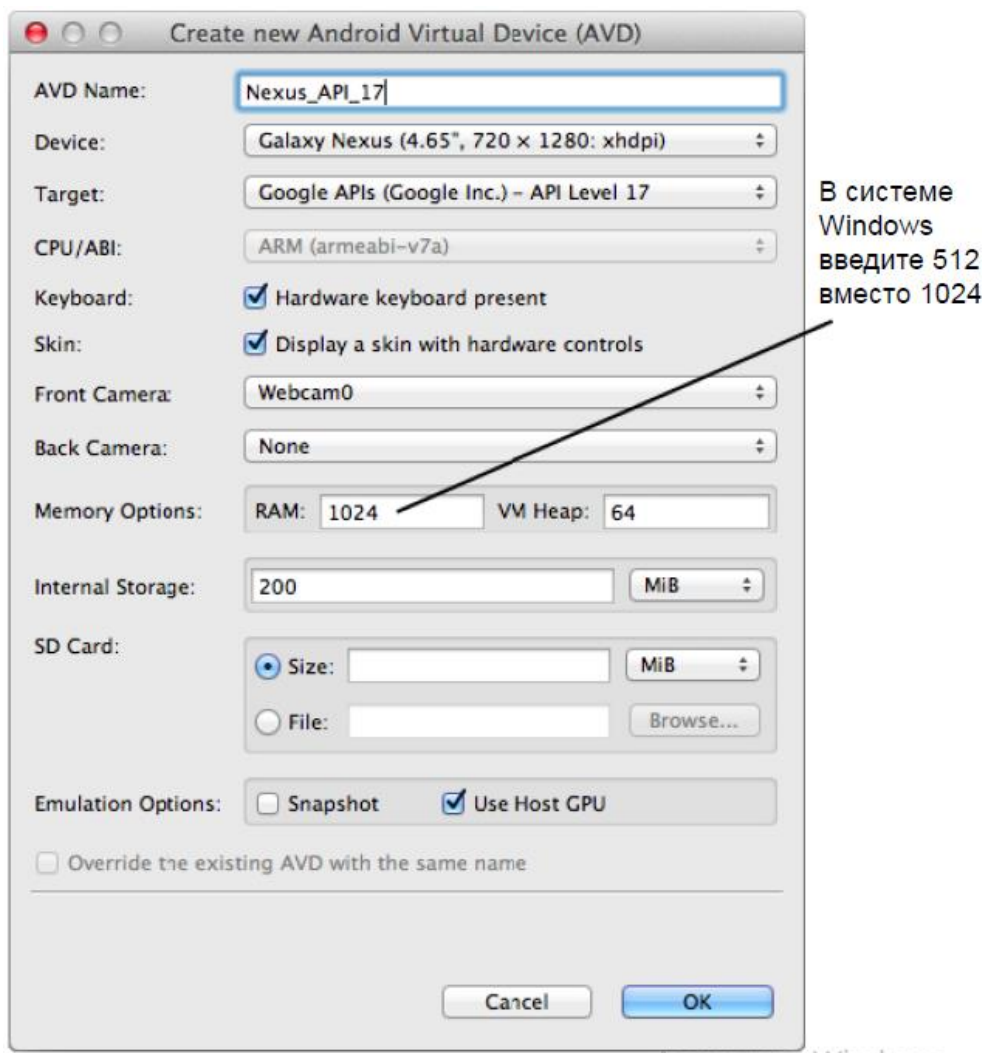 Create new Android Virtual Device (AVD)
AVD Name: Nexus_API_17
Device: Galaxy Nexus (4.65", 720 × 1280: xhdpi)
Target: Google APIs (Google Inc.) – API Level 17
CPU/ABI: ARM (armeabi-v7a)
Keyboard: Hardware keyboard present
Skin: Display a skin with hardware controls
Front Camera: Webcam0
Back Camera: None
Memory Options: RAM: 1024 VM Heap: 64
Internal Storage: 200 MiB
SD Card:
Size: MiB
File: Browse...
Emulation Options: Snapshot Use Host GPU
Override the existing AVD with the same name
Cancel OK
В системе
Windows
введите 512
вместо 1024